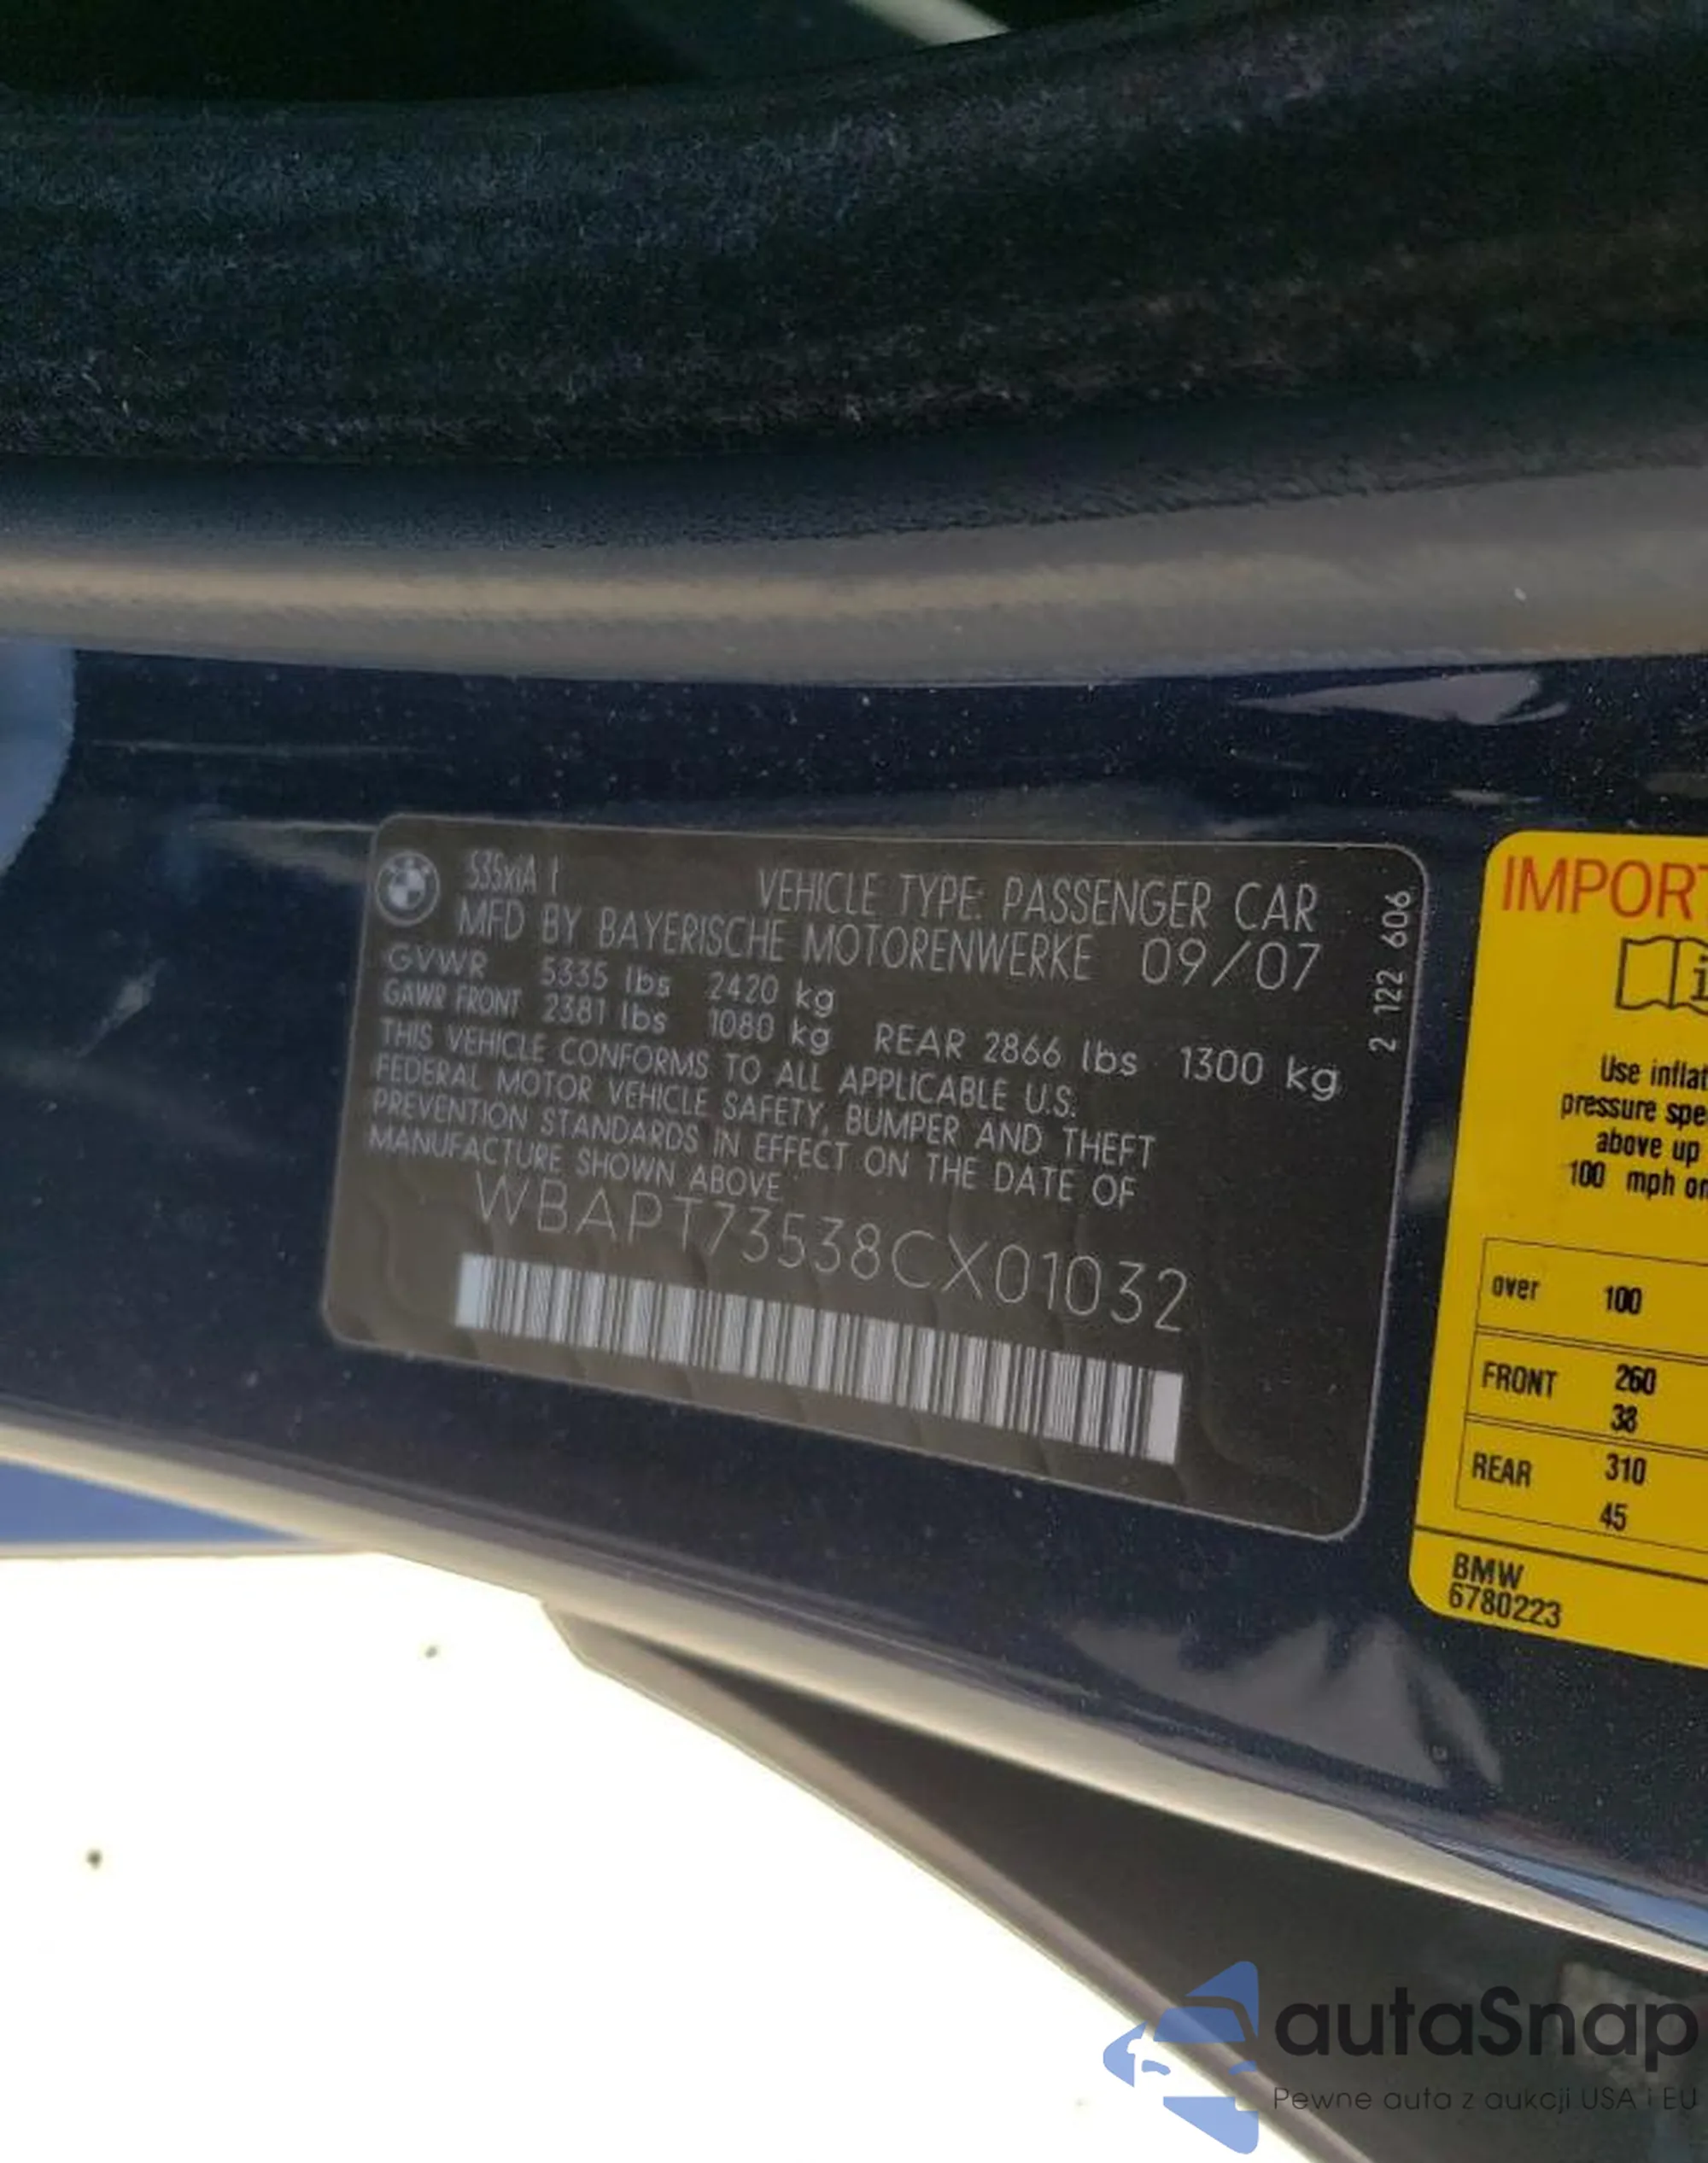 535xiA T
VEHICLE TYPE: PASSENGER CAR
MFD BY BAYERISCHE MOTORENWERKE 09/07
GVWR 5335 lbs 2420 kg
GAWR FRONT 2381 lbs 1080 kg REAR 2866 lbs 1300 kg
THIS VEHICLE CONFORMS TO ALL APPLICABLE U.S.
FEDERAL MOTOR VEHICLE SAFETY, BUMPER AND THEFT
PREVENTION STANDARDS IN EFFECT ON THE DATE OF
MANUFACTURE SHOWN ABOVE.
WBAPT73538CX01032
2 122 606
IMPORT
Use inflat
pressure spe
above up
100 mph or
over 100
FRONT 260
38
REAR 310
45
BMW
6780223
autaSnap
Pewne auta z aukcji USA i EU